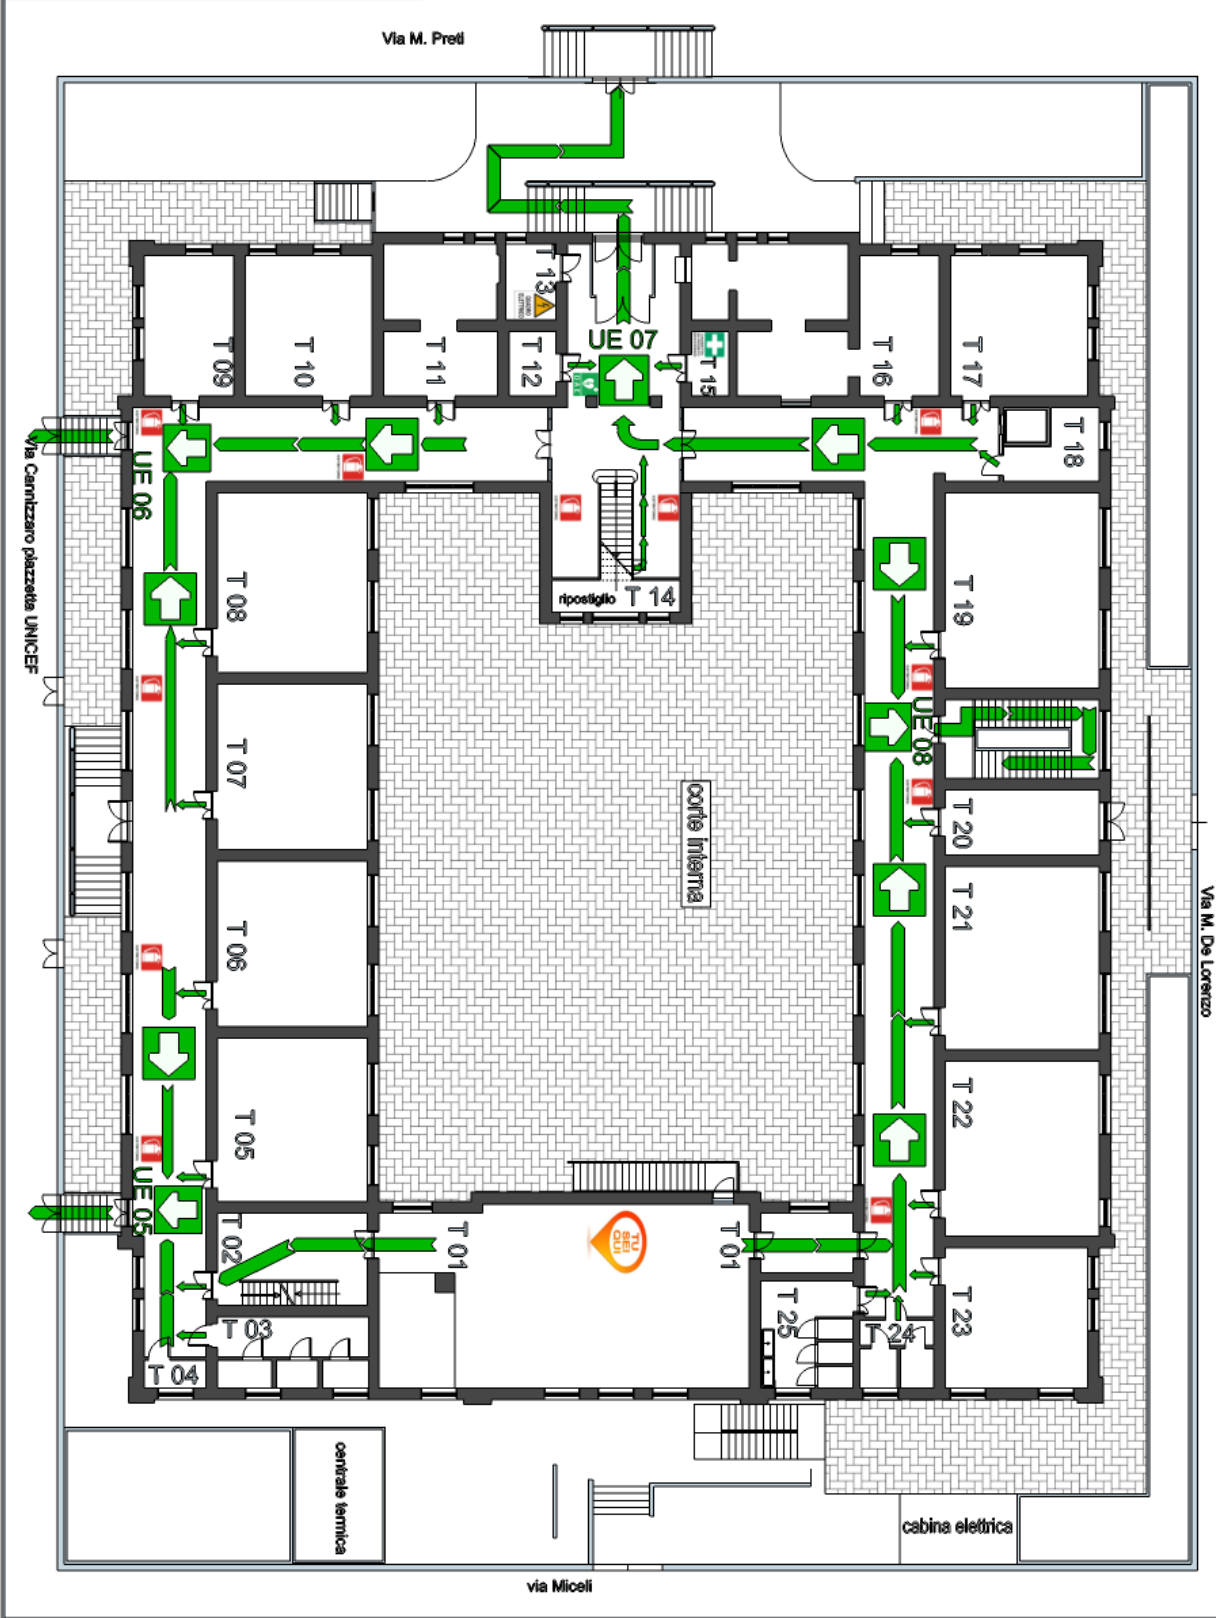 Via M. Preti
T 13
QUADRO
ELETTRICO
UE 07
T 09
T 10
T 11
T 12
T 15
T 16
T 17
T 18
UE 06
Via Cannizzaro piazzetta UNICEF
ripostiglio
T 14
T 08
T 19
UE 08
T 07
T 20
corte interna
T 21
T 06
Via M. De Lorenzo
T 05
T 22
UE 05
T 02
T 01
TU
SEI
QUI
T 01
T 03
T 04
T 25
T 24
T 23
centrale termica
cabina elettrica
via Miceli